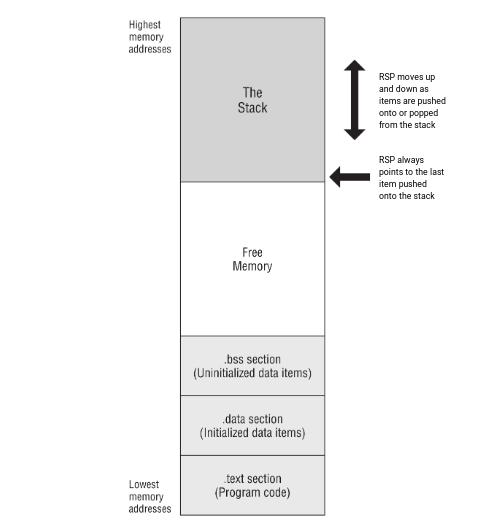 Highest
memory
addresses
The
Stack
RSP moves up
and down as
items are pushed
onto or popped
from the stack
RSP always
points to the last
item pushed
onto the stack
Free
Memory
.bss section
(Uninitialized data items)
.data section
(Initialized data items)
.text section
(Program code)
Lowest
memory
addresses